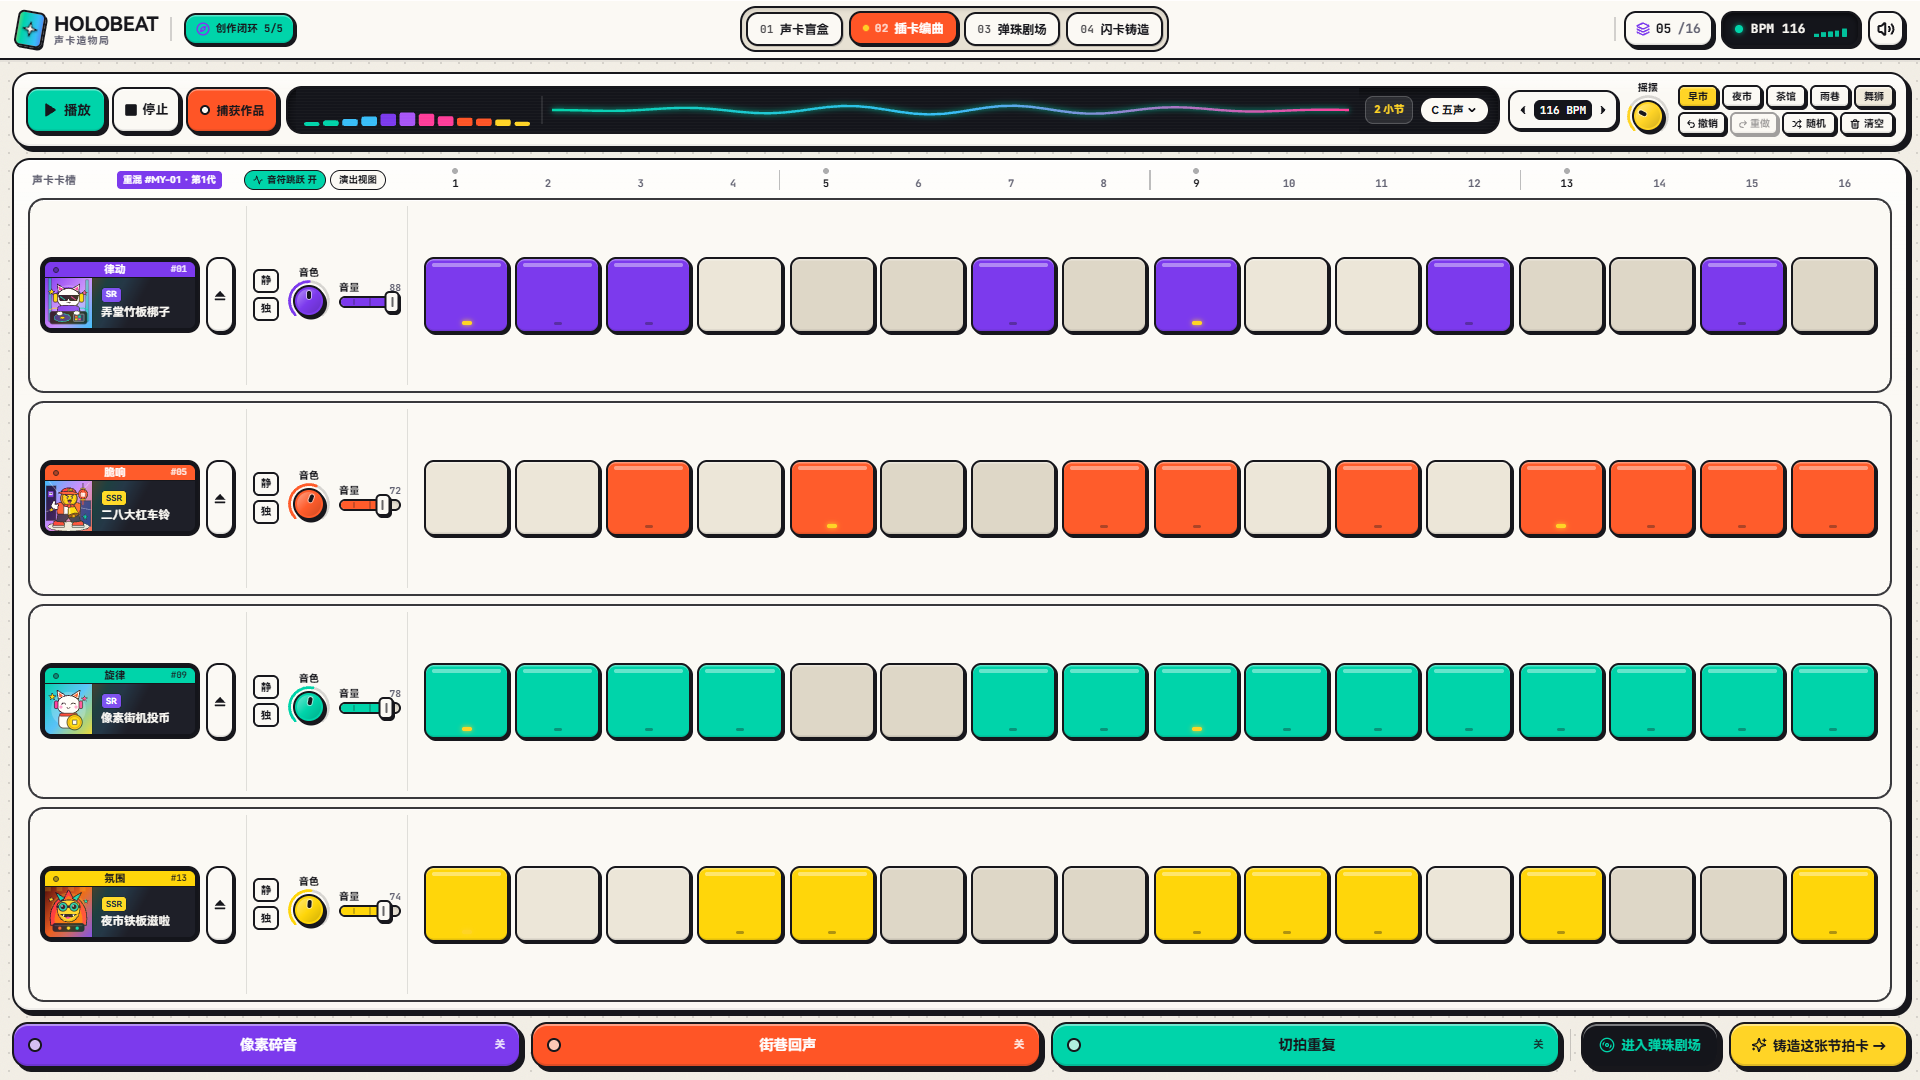 HOLOBEAT
声卡造物局
创作闭环 5/5
01 声卡盲盒
02 插卡编曲
03 弹珠剧场
04 闪卡铸造
05 /16
BPM 116
播放
停止
捕获作品
2 小节
C 五声
116 BPM
摇摆
早市
夜市
茶馆
雨巷
舞狮
撤销
重做
随机
清空
声卡卡槽
重混 #MY-01 · 第1代
音符跳跃 开
演出视图
1 2 3 4 5 6 7 8 9 10 11 12 13 14 15 16
律动 #01
SR
弄堂竹板梆子
静
独
音色
音量 88
脆响 #05
SSR
二八大杠车铃
静
独
音色
音量 72
旋律 #09
SR
像素街机投币
静
独
音色
音量 78
氛围 #13
SSR
夜市铁板滋啦
静
独
音色
音量 74
像素碎音 关
街巷回声 关
切拍重复 关
进入弹珠剧场
铸造这张节拍卡 →